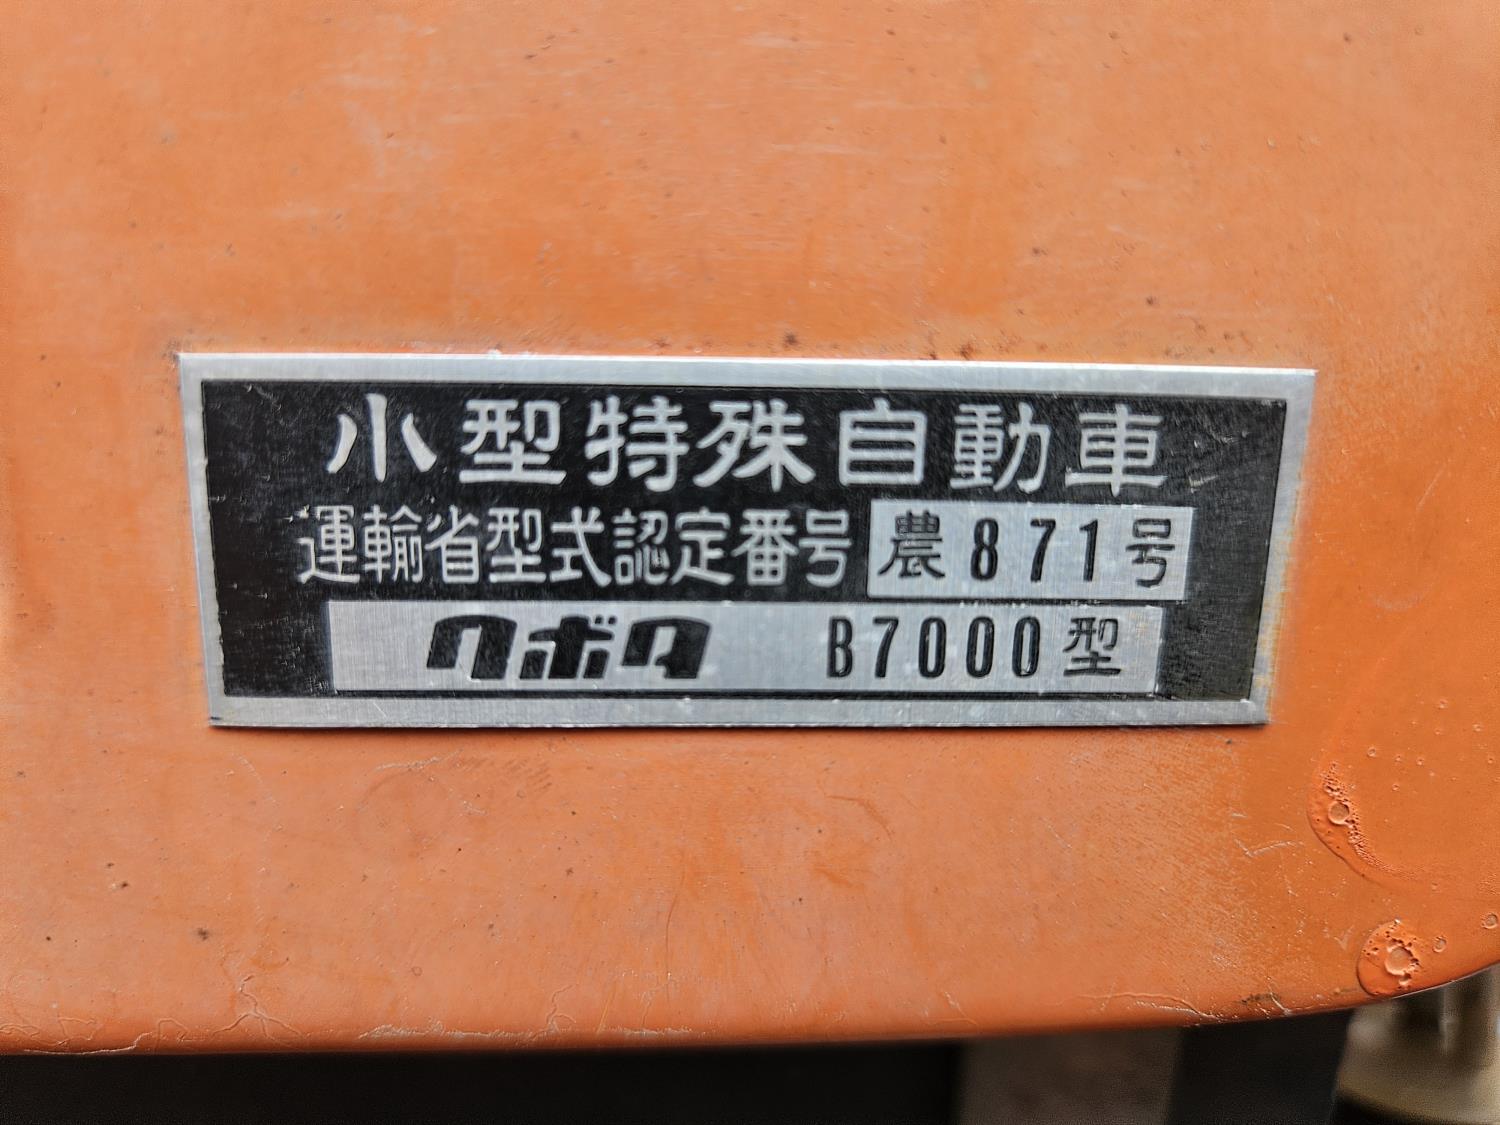 小型特殊自動車
運輸省型式認定番号 農871号
クボタ B7000型